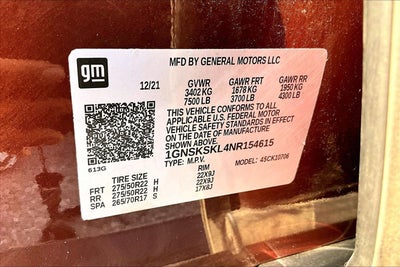 gm
MFD BY GENERAL MOTORS LLC
12/21
GVWR GAWR FRT GAWR RR
3402 KG 1678 KG 1950 KG
7500 LB 3700 LB 4300 LB
THIS VEHICLE CONFORMS TO ALL
APPLICABLE U.S. FEDERAL MOTOR
VEHICLE SAFETY STANDARDS IN EFFECT
ON THE DATE OF MANUFACTURE
SHOWN ABOVE.
1GNSKSKL4NR154615
TYPE: M.P.V. MODEL: 4SCK10706
613G
TIRE SIZE RIM
FRT 275/50R22 H 22X9J
RR 275/50R22 H 22X9J
SPA 265/70R17 S 17X8J